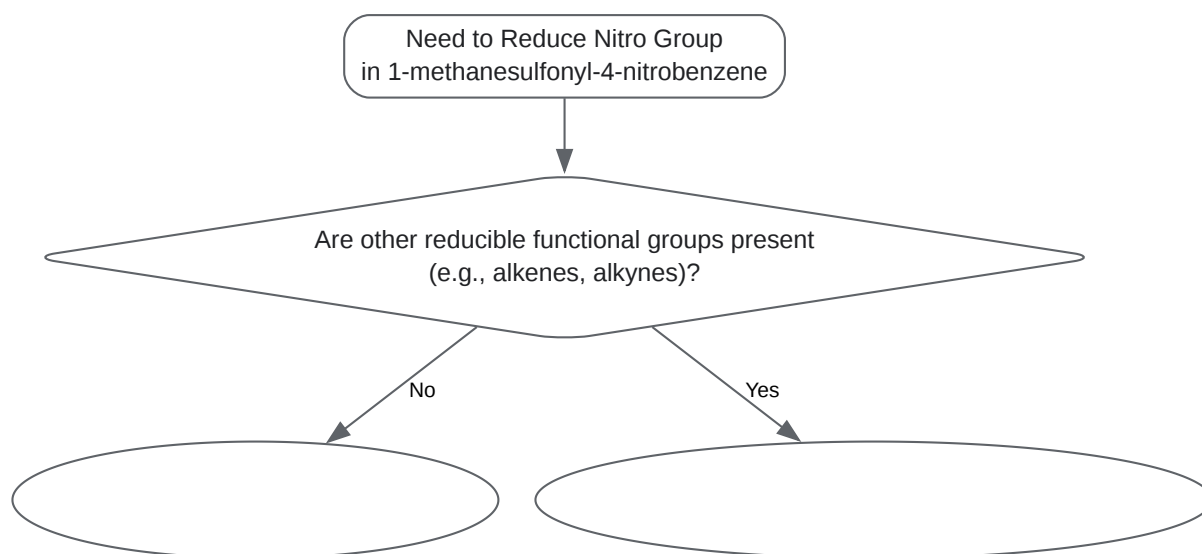 Need to Reduce Nitro Group
in 1-methanesulfonyl-4-nitrobenzene
Are other reducible functional groups present
(e.g., alkenes, alkynes)?
No
Yes